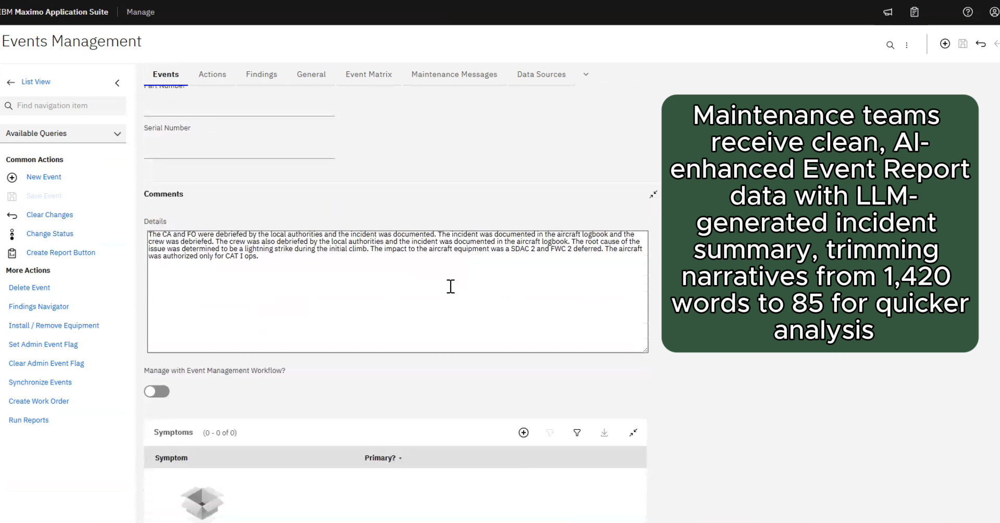 IBM Maximo Application Suite
Manage
Events Management
List View
Find navigation item
Available Queries
Common Actions
New Event
Save Event
Clear Changes
Change Status
Create Report Button
More Actions
Delete Event
Findings Navigator
Install / Remove Equipment
Set Admin Event Flag
Clear Admin Event Flag
Synchronize Events
Create Work Order
Run Reports
Events
Actions
Findings
General
Event Matrix
Maintenance Messages
Data Sources
Part Number
Serial Number
Comments
Details
The CA and FO were debriefed by the local authorities and the incident was documented. The incident was documented in the aircraft logbook and the
crew was debriefed. The crew was also debriefed by the local authorities and the incident was documented in the aircraft logbook. The root cause of the
issue was determined to be a lightning strike during the initial climb. The impact to the aircraft equipment was a SDAC 2 and FWC 2 deferred. The aircraft
was authorized only for CAT I ops.
Manage with Event Management Workflow?
Symptoms (0 - 0 of 0)
Symptom
Primary?
Maintenance teams
receive clean, AI-
enhanced Event Report
data with LLM-
generated incident
summary, trimming
narratives from 1,420
words to 85 for quicker
analysis